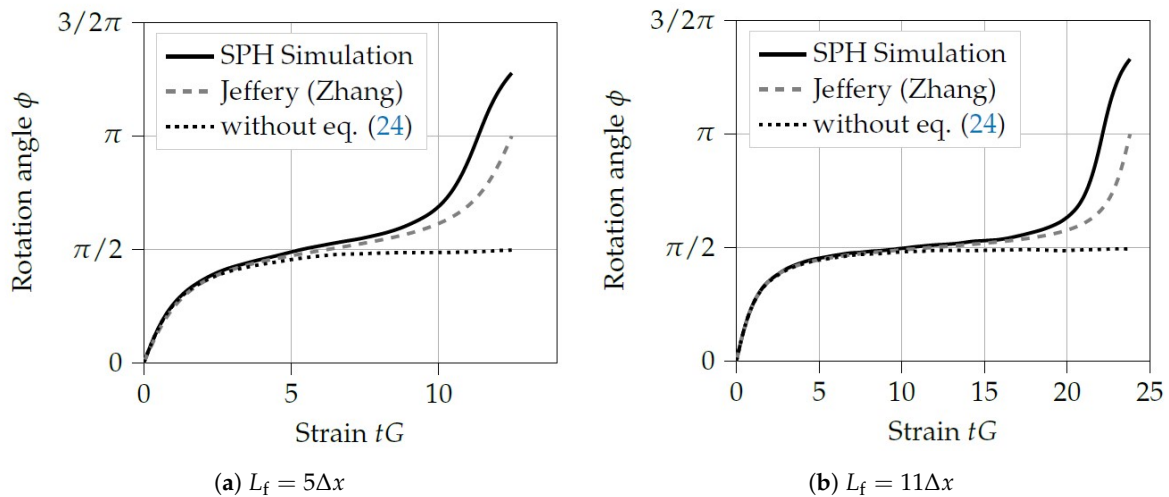 3/2π
π
π/2
0
Rotation angle ϕ
SPH Simulation
Jeffery (Zhang)
without eq. (24)
0 5 10
Strain tG
(a) Lf = 5Δx
3/2π
π
π/2
0
Rotation angle ϕ
SPH Simulation
Jeffery (Zhang)
without eq. (24)
0 5 10 15 20 25
Strain tG
(b) Lf = 11Δx